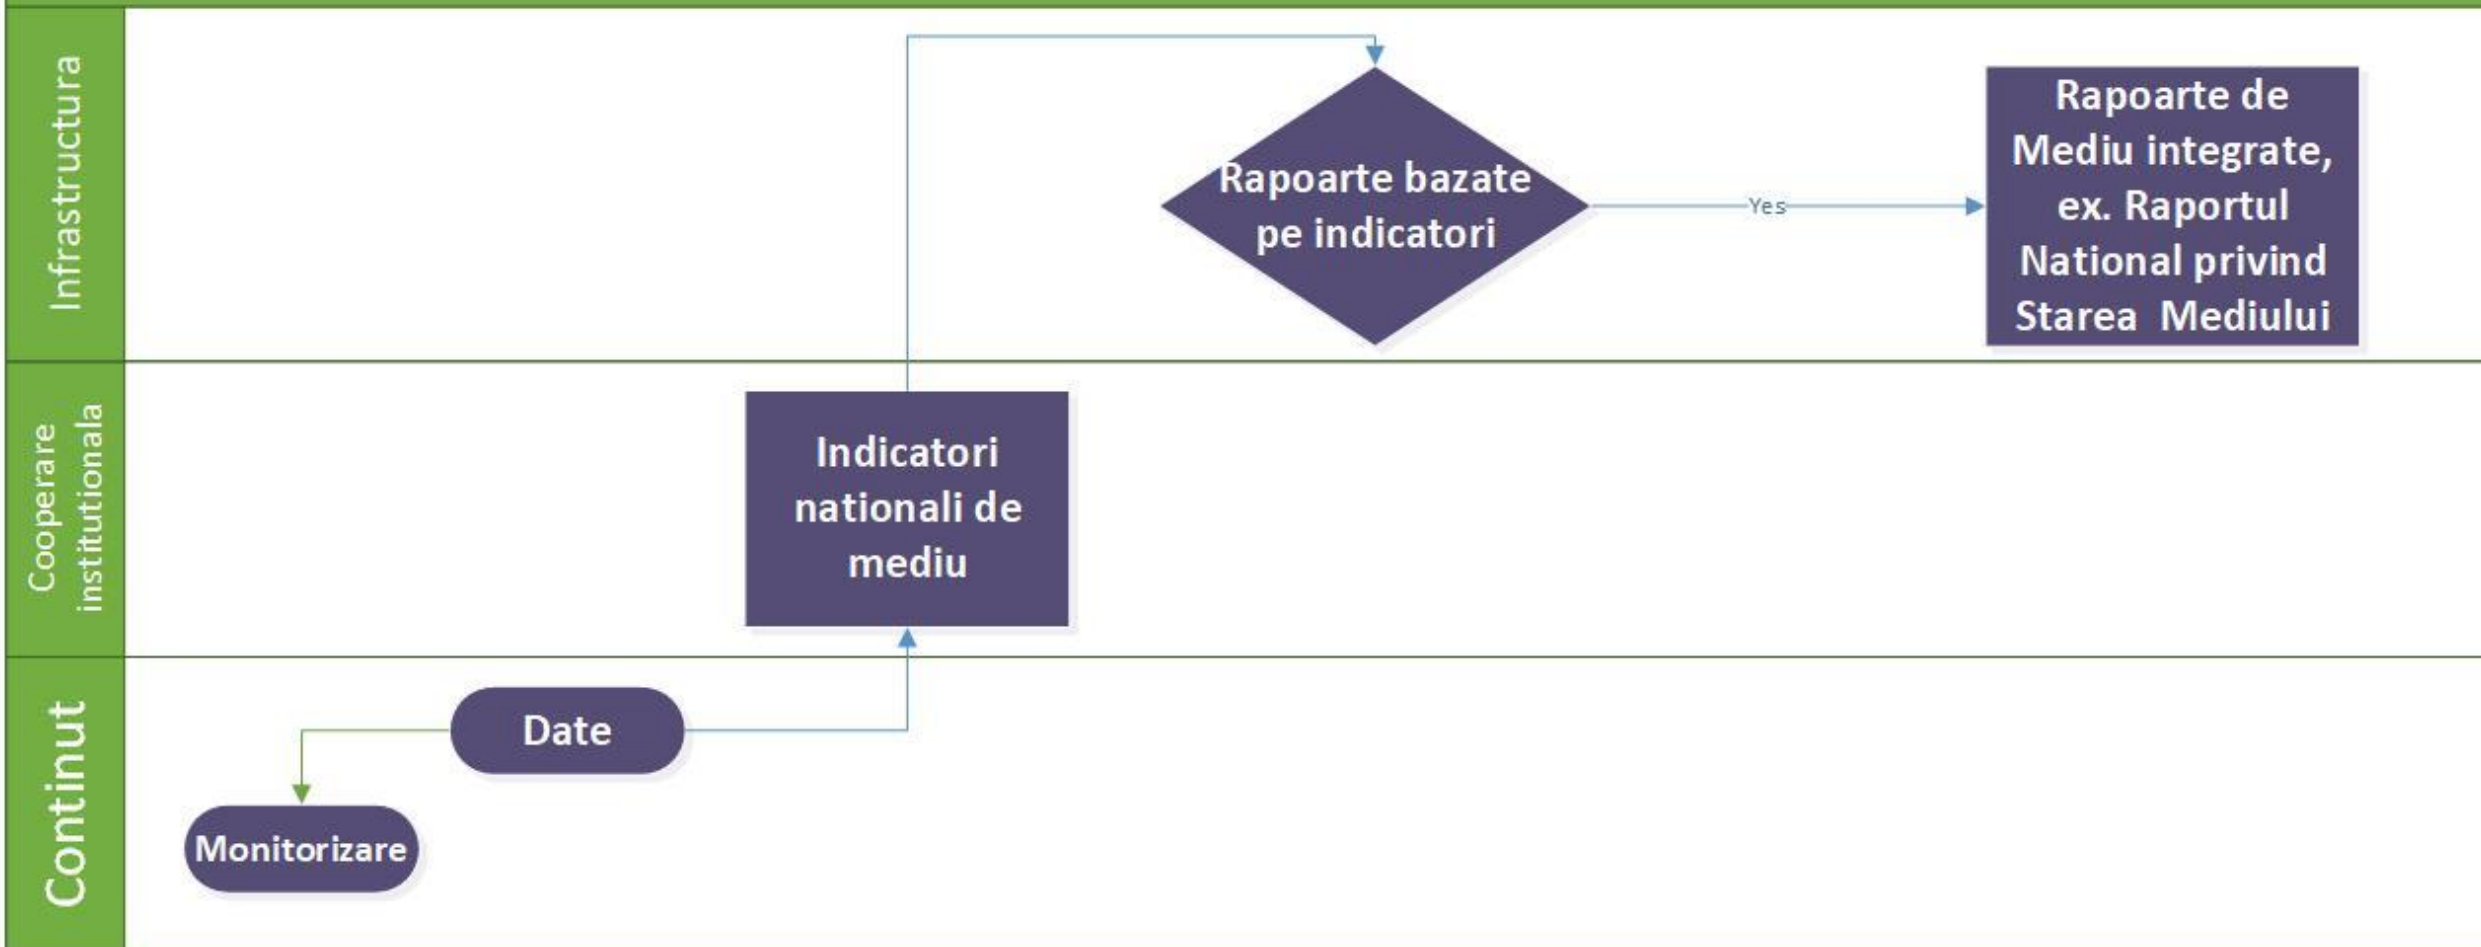 Infrastructura
Rapoarte bazate
pe indicatori
Yes
Rapoarte de
Mediu integrate,
ex. Raportul
National privind
Starea  Mediului
Cooperare
institutionala
Indicatori
nationali de
mediu
Continut
Date
Monitorizare